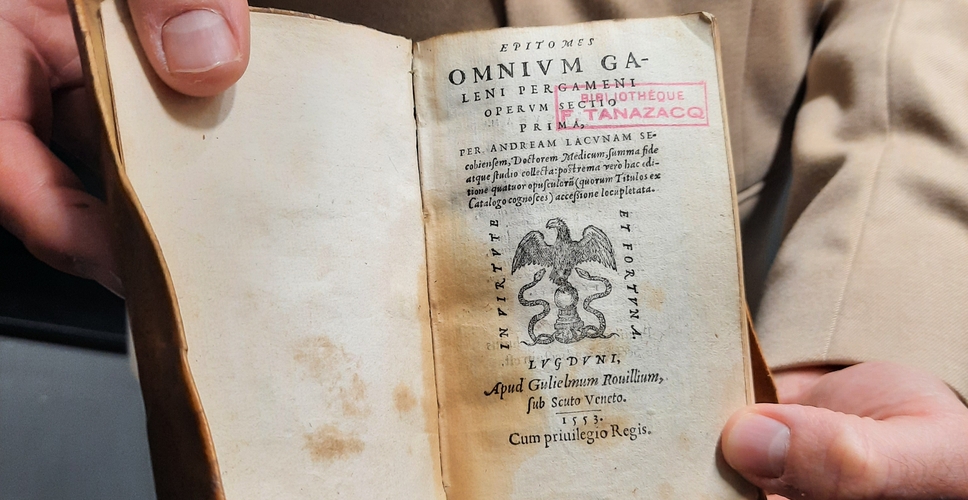 EPITOMES
OMNIVM GA-
LENI PERGAMENI
OPERVM SECTIO
PRIMA,
PER ANDREAM LACVNAM SE-
cobiensem, Doctorem Medicum, summa fide
atque studio collecta: postrema verò hac edi-
tione quatuor opusculorū (quorum Titulos ex
Catalogo cognosces) accessione locupletata.
BIBLIOTHÈQUE
F. TANAZACQ
IN VIRTVTE
ET FORTVNA.
LVGDVNI,
Apud Gulielmum Rouillium,
sub Scuto Veneto.
1553.
Cum priuilegio Regis.